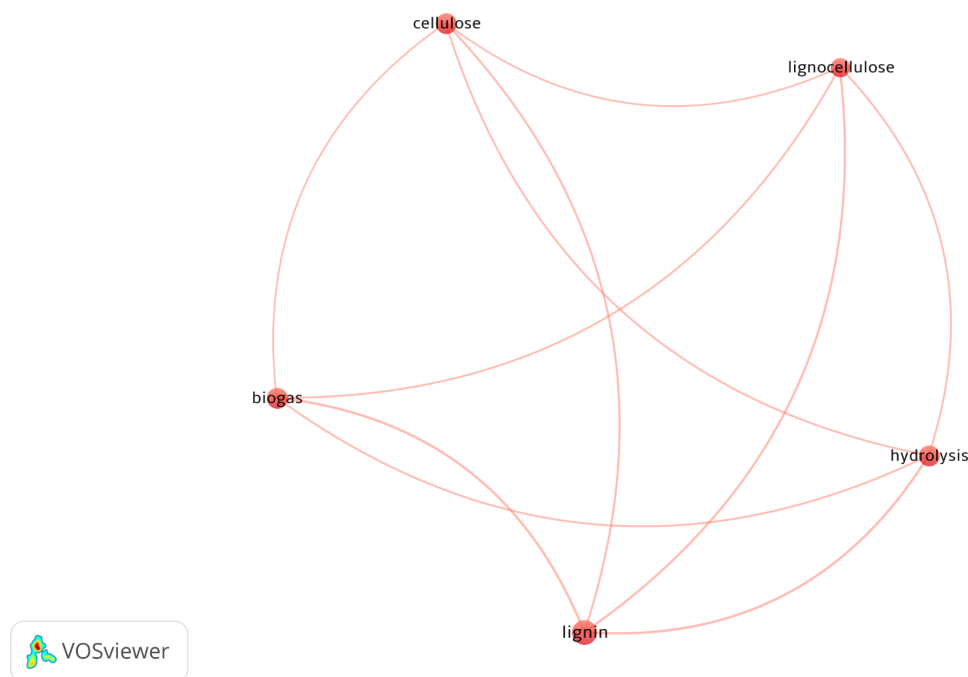 cellulose
lignocellulose
biogas
hydrolysis
lignin
VOSviewer